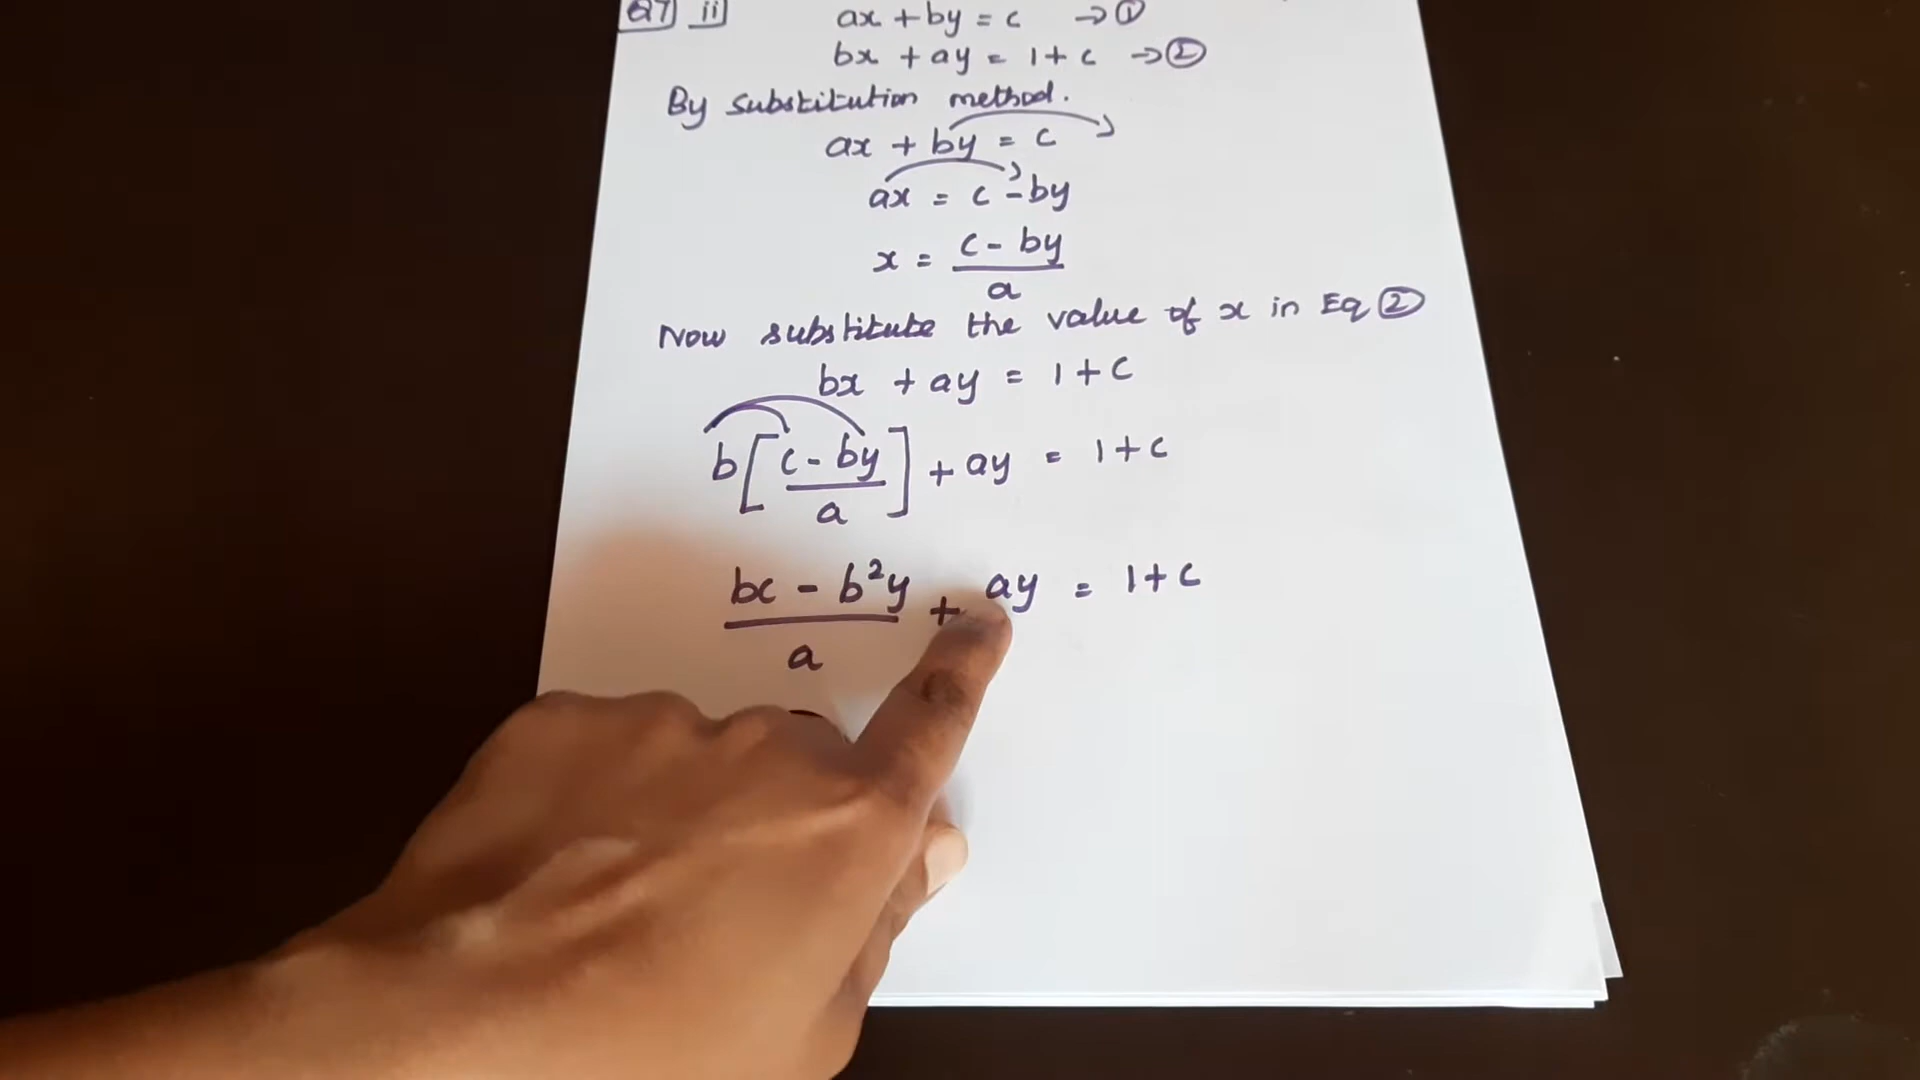 Q7 ii ax + by = c → ①
bx + ay = 1 + c → ②
By substitution method.
ax + by = c
ax = c - by
x = c - by
a
Now substitute the value of x in Eq ②
bx + ay = 1 + c
b[c - by] + ay = 1 + c
a
bc - b²y + ay = 1 + c
a